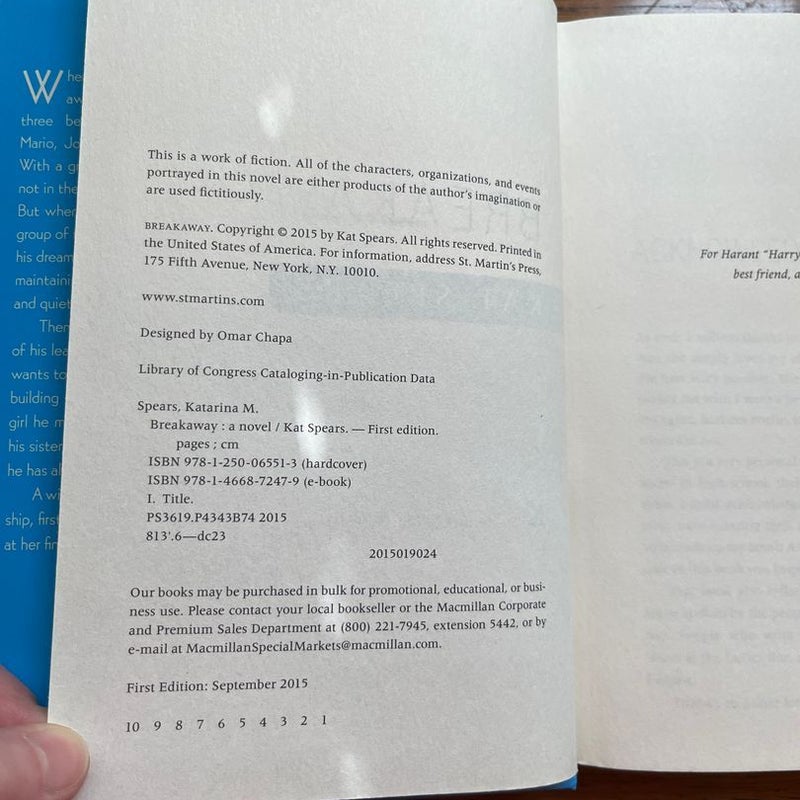 W
three
Mario,
With a
not in the
But when
group of
his dream
and quiet
of his
wants to
building
girl he
his sister
he has
ship, first
at her
This is a work of fiction. All of the characters, organizations, and events
portrayed in this novel are either products of the author's imagination or
are used fictitiously.
BREAKAWAY. Copyright © 2015 by Kat Spears. All rights reserved. Printed in
the United States of America. For information, address St. Martin's Press,
175 Fifth Avenue, New York, N.Y. 10010.
www.stmartins.com
Designed by Omar Chapa
Library of Congress Cataloging-in-Publication Data
Spears, Katarina M.
Breakaway : a novel / Kat Spears. — First edition.
pages ; cm
ISBN 978-1-250-06551-3 (hardcover)
ISBN 978-1-4668-7247-9 (e-book)
I. Title.
PS3619.P4343B74 2015
813'.6—dc23
2015019024
Our books may be purchased in bulk for promotional, educational, or busi-
ness use. Please contact your local bookseller or the Macmillan Corporate
and Premium Sales Department at (800) 221-7945, extension 5442, or by
e-mail at MacmillanSpecialMarkets@macmillan.com.
First Edition: September 2015
10 9 8 7 6 5 4 3 2 1
For Harant "Harry
best friend, a